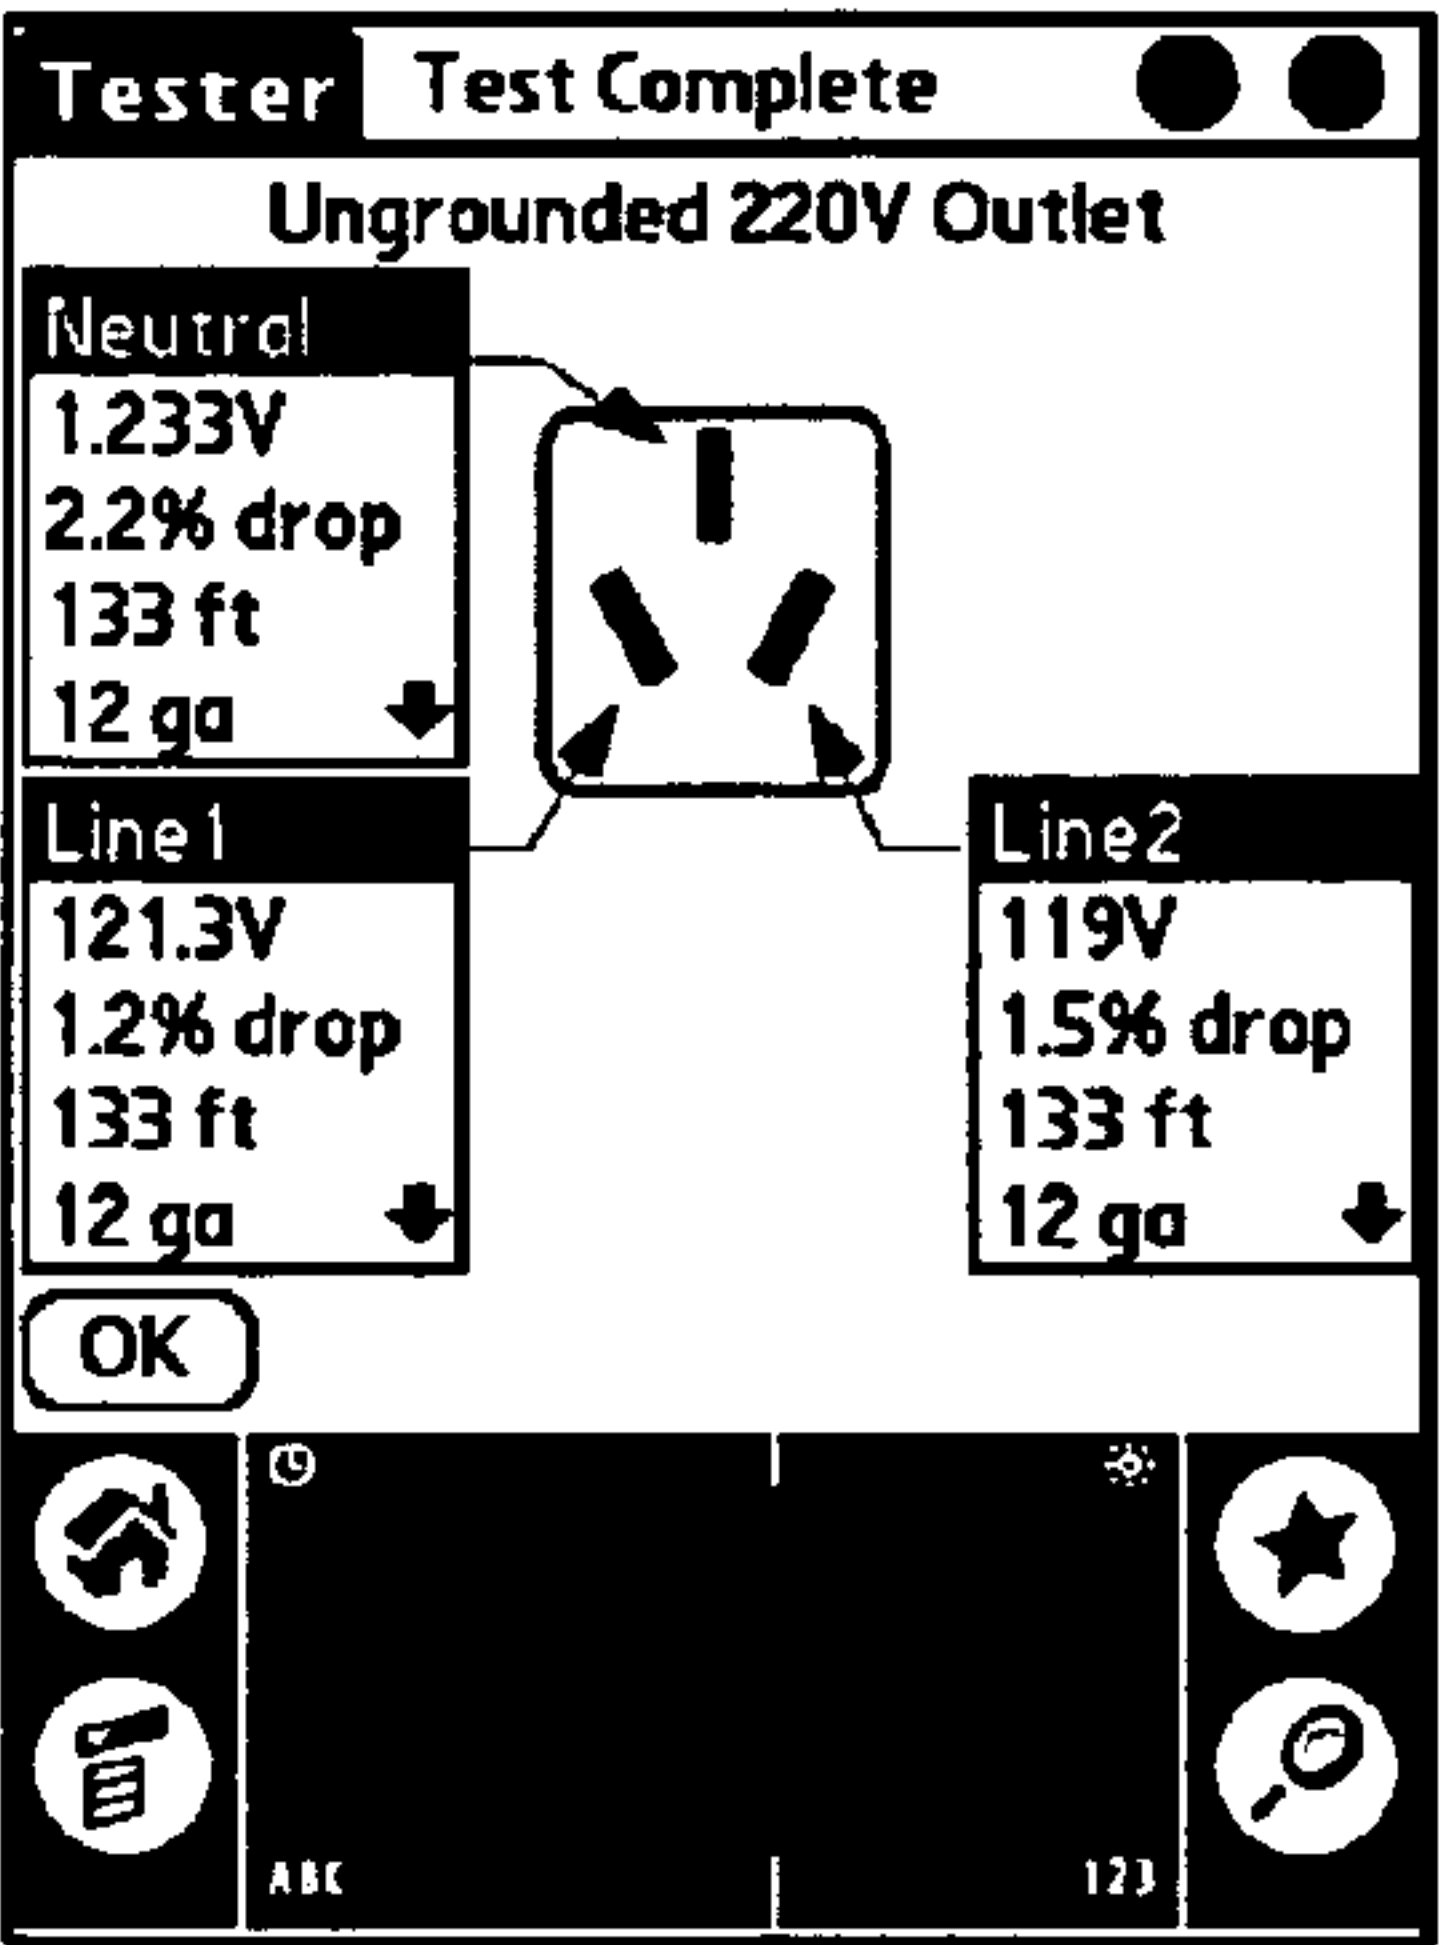 Tester Test Complete
Ungrounded 220V Outlet
Neutral
1.233V
2.2% drop
133 ft
12 ga
Line1
121.3V
1.2% drop
133 ft
12 ga
Line2
119V
1.5% drop
133 ft
12 ga
OK
ABC 123